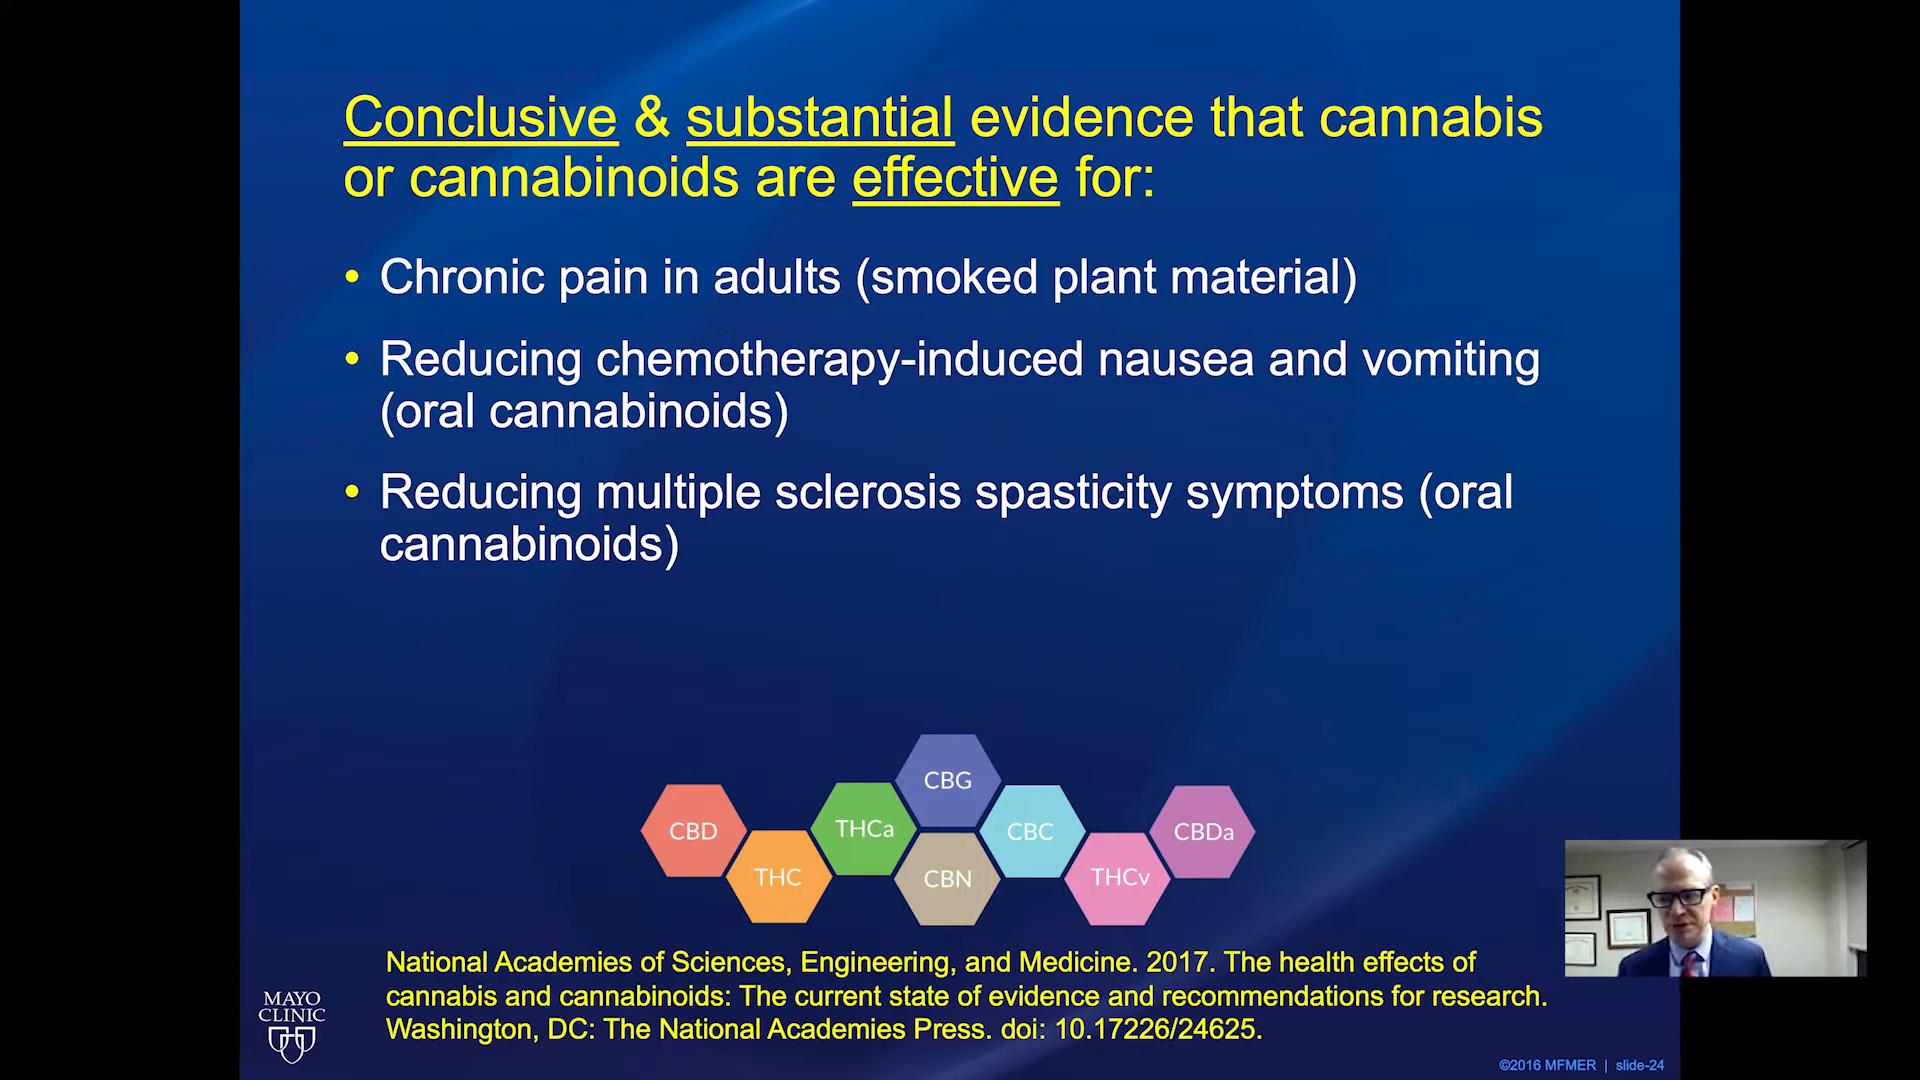 Conclusive & substantial evidence that cannabis
or cannabinoids are effective for:
• Chronic pain in adults (smoked plant material)
• Reducing chemotherapy-induced nausea and vomiting
(oral cannabinoids)
• Reducing multiple sclerosis spasticity symptoms (oral
cannabinoids)
CBD
THC
THCa
CBG
CBN
CBC
THCv
CBDa
National Academies of Sciences, Engineering, and Medicine. 2017. The health effects of
cannabis and cannabinoids: The current state of evidence and recommendations for research.
Washington, DC: The National Academies Press. doi: 10.17226/24625.
MAYO
CLINIC
©2016 MFMER | slide-24